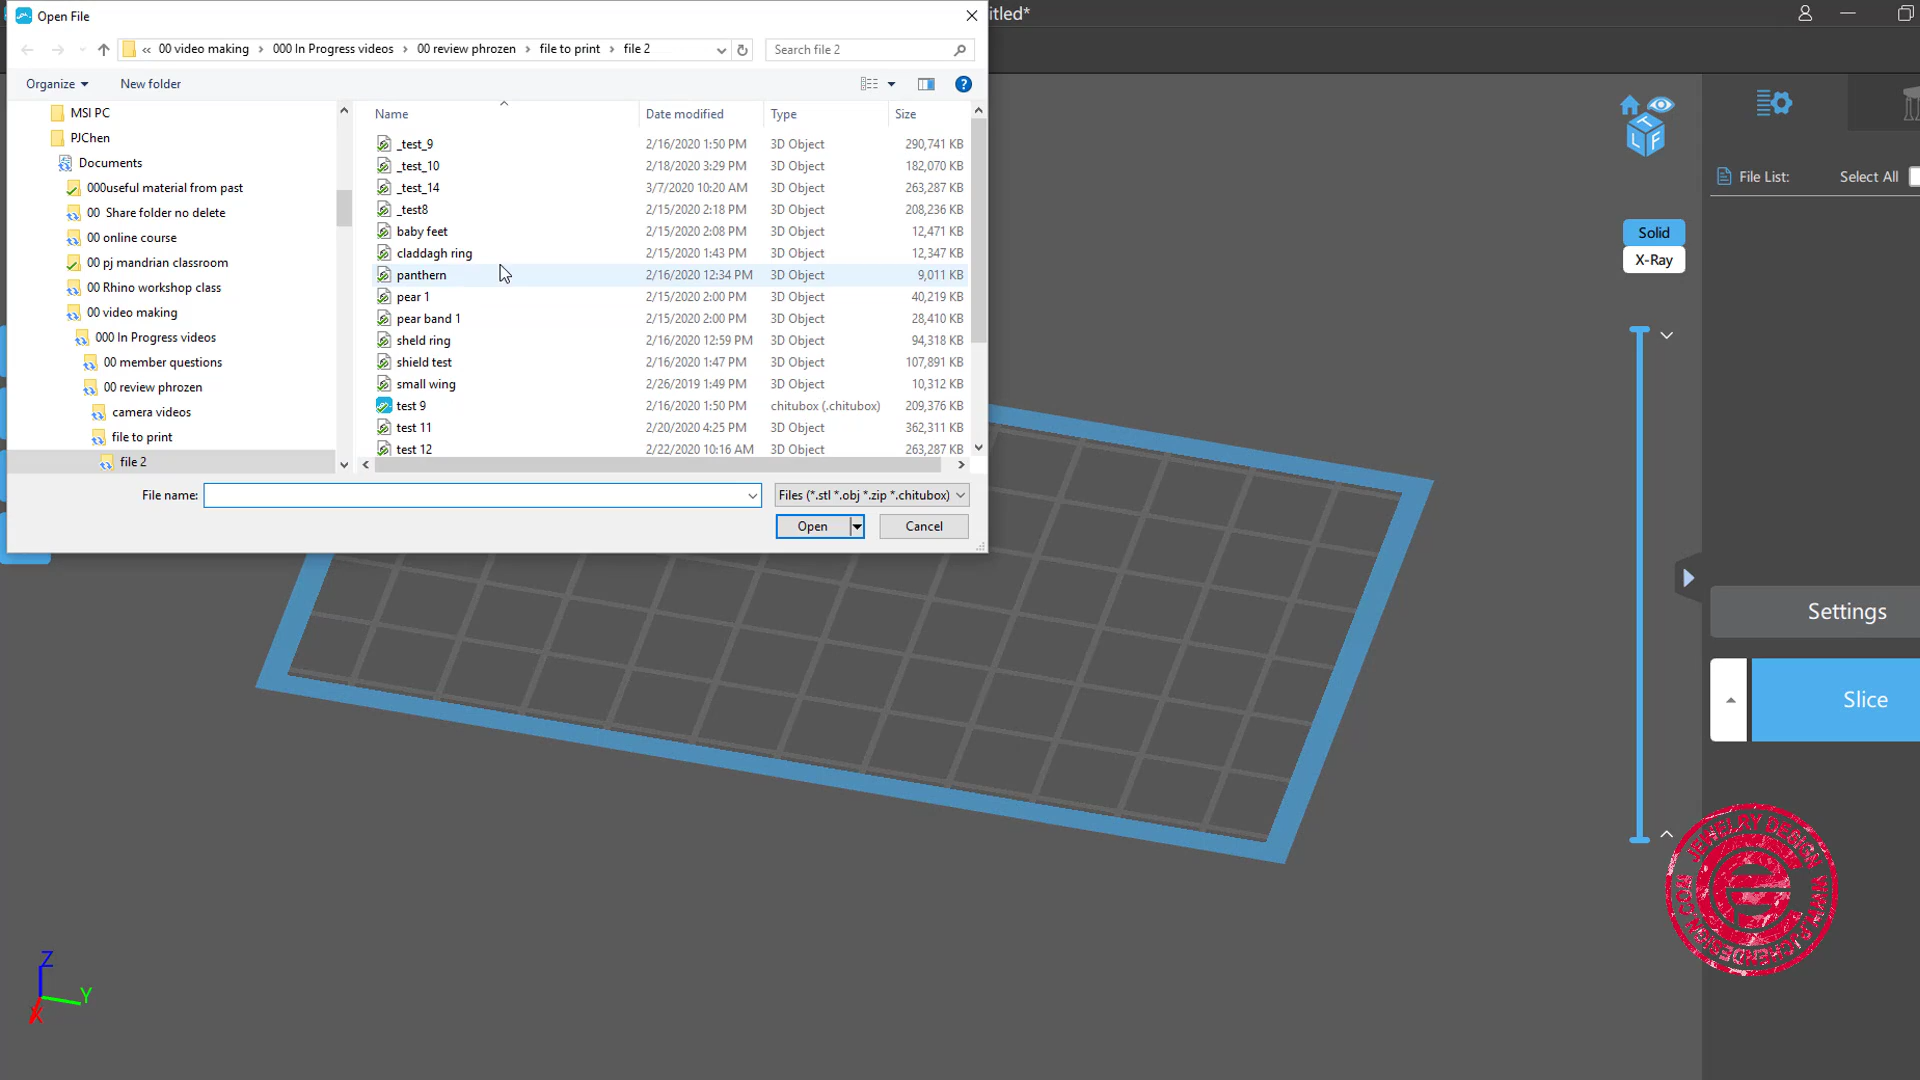 Open File
itled*
« 00 video making › 000 In Progress videos › 00 review phrozen › file to print › file 2
Search file 2
Organize
New folder
MSI PC
PJChen
Documents
000useful material from past
00 Share folder no delete
00 online course
00 pj mandrian classroom
00 Rhino workshop class
00 video making
000 In Progress videos
00 member questions
00 review phrozen
camera videos
file to print
file 2
Name Date modified Type Size
_test_9 2/16/2020 1:50 PM 3D Object 290,741 KB
_test_10 2/18/2020 3:29 PM 3D Object 182,070 KB
_test_14 3/7/2020 10:20 AM 3D Object 263,287 KB
_test8 2/15/2020 2:18 PM 3D Object 208,236 KB
baby feet 2/15/2020 2:08 PM 3D Object 12,471 KB
claddagh ring 2/15/2020 1:43 PM 3D Object 12,347 KB
panthern 2/16/2020 12:34 PM 3D Object 9,011 KB
pear 1 2/15/2020 2:00 PM 3D Object 40,219 KB
pear band 1 2/15/2020 2:00 PM 3D Object 28,410 KB
sheld ring 2/16/2020 12:59 PM 3D Object 94,318 KB
shield test 2/16/2020 1:47 PM 3D Object 107,891 KB
small wing 2/26/2019 1:49 PM 3D Object 10,312 KB
test 9 2/16/2020 1:50 PM chitubox (.chitubox) 209,376 KB
test 11 2/20/2020 4:25 PM 3D Object 362,311 KB
test 12 2/22/2020 10:16 AM 3D Object 263,287 KB
File name:
Files (*.stl *.obj *.zip *.chitubox)
Open
Cancel
T
L F
File List: Select All
Solid
X-Ray
Settings
Slice
JEWELRY DESIGN
WITH PJCHENDESIGN.COM
Z
Y
X